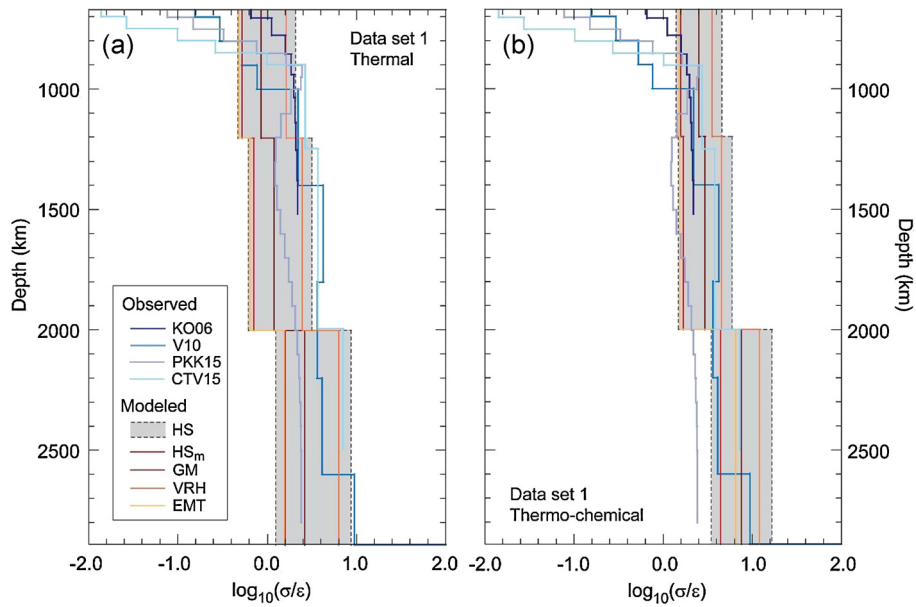 (a)
Data set 1
Thermal
(b)
1000
1500
2000
2500
Depth (km)
Observed
KO06
V10
PKK15
CTV15
Modeled
HS
HSm
GM
VRH
EMT
-2.0
-1.0
0.0
1.0
2.0
log10(σ/ε)
Data set 1
Thermo-chemical
1000
1500
2000
2500
Depth (km)
-2.0
-1.0
0.0
1.0
2.0
log10(σ/ε)